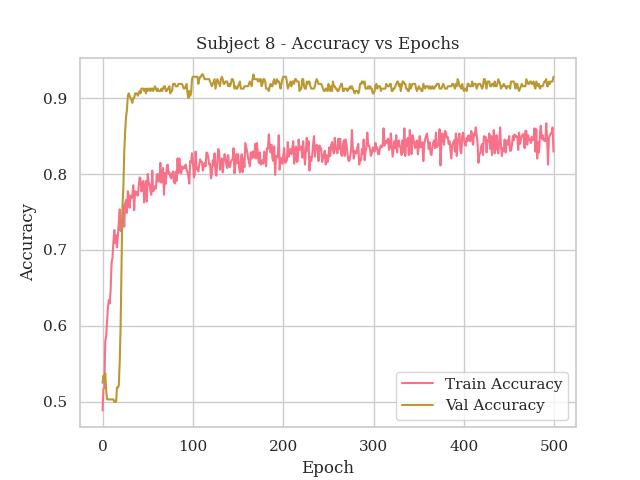 Subject 8 - Accuracy vs Epochs
Accuracy
0.9
0.8
0.7
0.6
0.5
0 100 200 300 400 500
Epoch
Train Accuracy
Val Accuracy